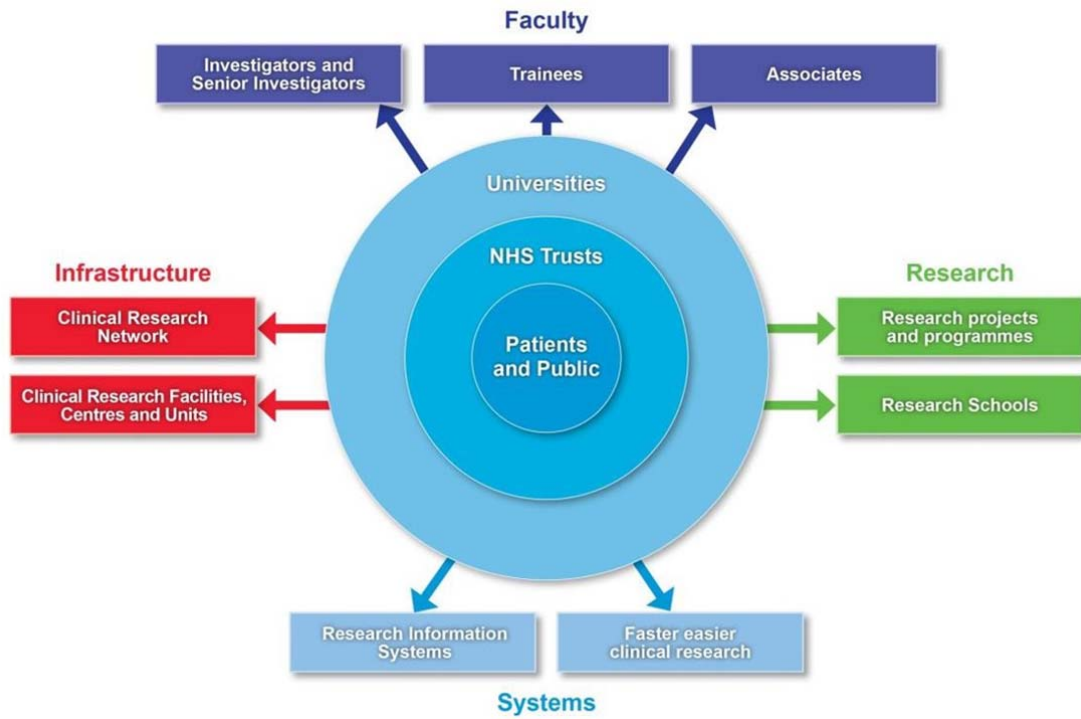 Faculty
Investigators and
Senior Investigators
Trainees
Associates
Universities
NHS Trusts
Patients
and Public
Infrastructure
Clinical Research
Network
Clinical Research Facilities,
Centres and Units
Research
Research projects
and programmes
Research Schools
Research Information
Systems
Faster easier
clinical research
Systems